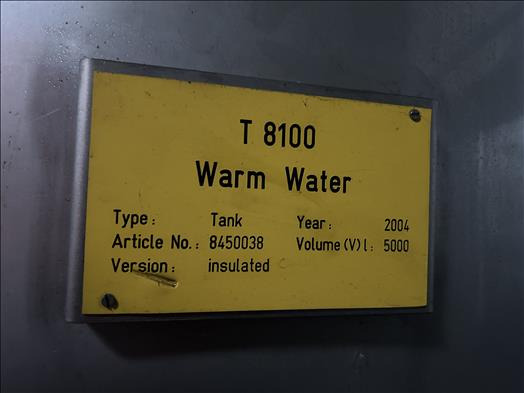 T 8100
Warm Water
Type: Tank Year: 2004
Article No.: 8450038 Volume (V) l: 5000
Version: insulated